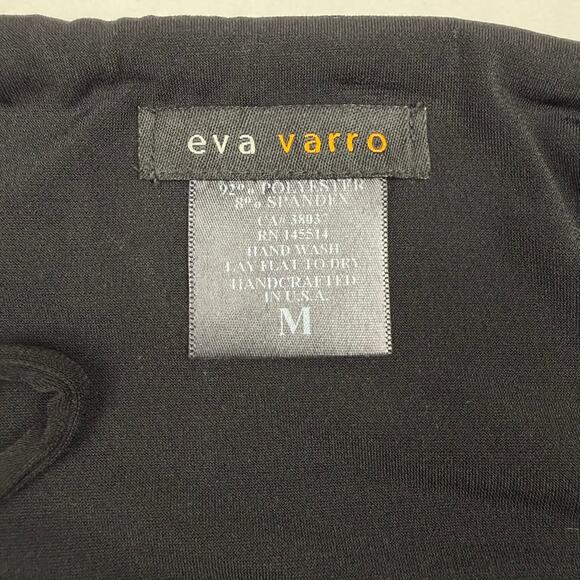 eva varro
92% POLYESTER
8% SPANDEX
CA# 38037
RN 145514
HAND WASH
LAY FLAT TO DRY
HANDCRAFTED
IN U.S.A.
M